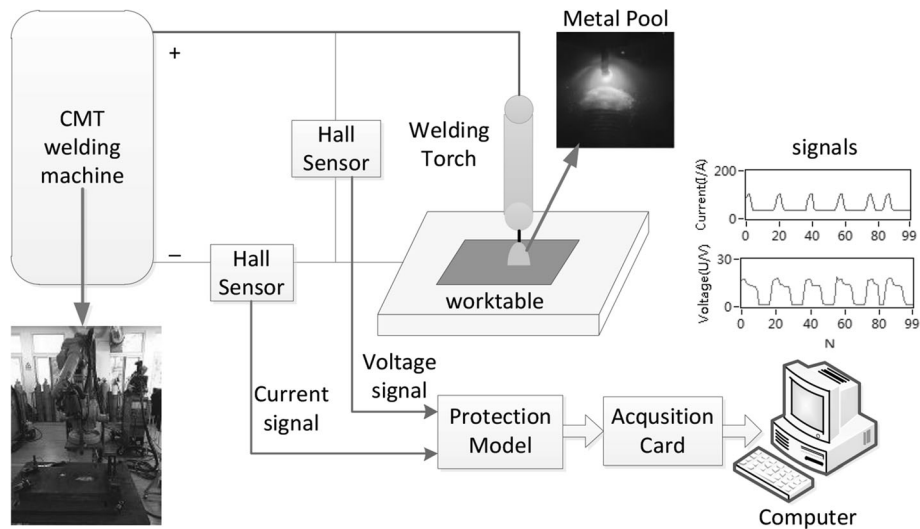 Metal Pool
+
CMT
welding
machine
Hall
Sensor
Welding
Torch
signals
Current(I/A)
200
0
0 20 40 60 80 99
Voltage(U/V)
30
0
0 20 40 60 80 99
N
–
Hall
Sensor
worktable
Voltage
signal
Current
signal
Protection
Model
Acqusition
Card
Computer